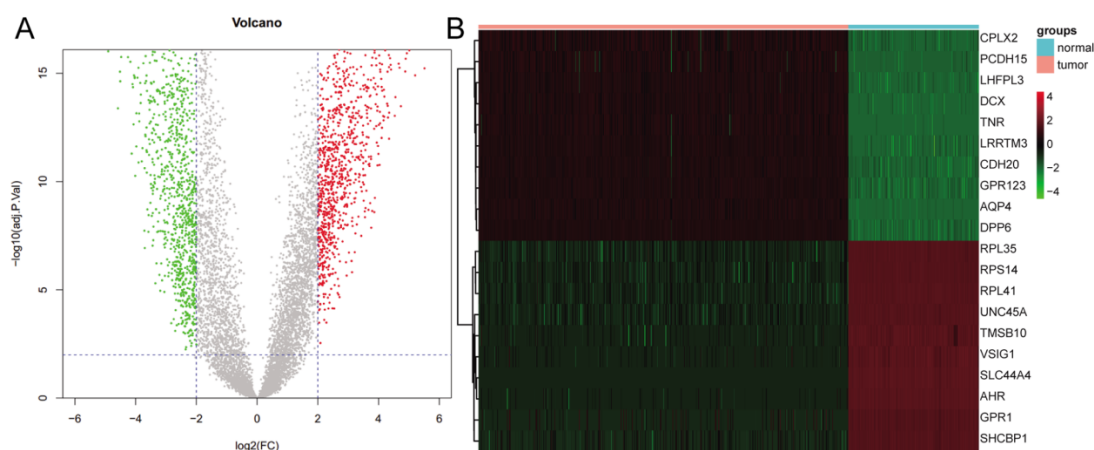 A
Volcano
−log10(adj.P.Val)
15
10
5
0
−6 −4 −2 0 2 4 6
log2(FC)
B
CPLX2
PCDH15
LHFPL3
DCX
TNR
LRRTM3
CDH20
GPR123
AQP4
DPP6
RPL35
RPS14
RPL41
UNC45A
TMSB10
VSIG1
SLC44A4
AHR
GPR1
SHCBP1
groups
normal
tumor
4
2
0
−2
−4